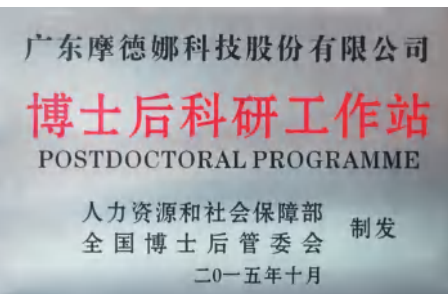 广东摩德娜科技股份有限公司
博士后科研工作站
POSTDOCTORAL PROGRAMME
人力资源和社会保障部
全国博士后管委会
制发
二〇一五年十月